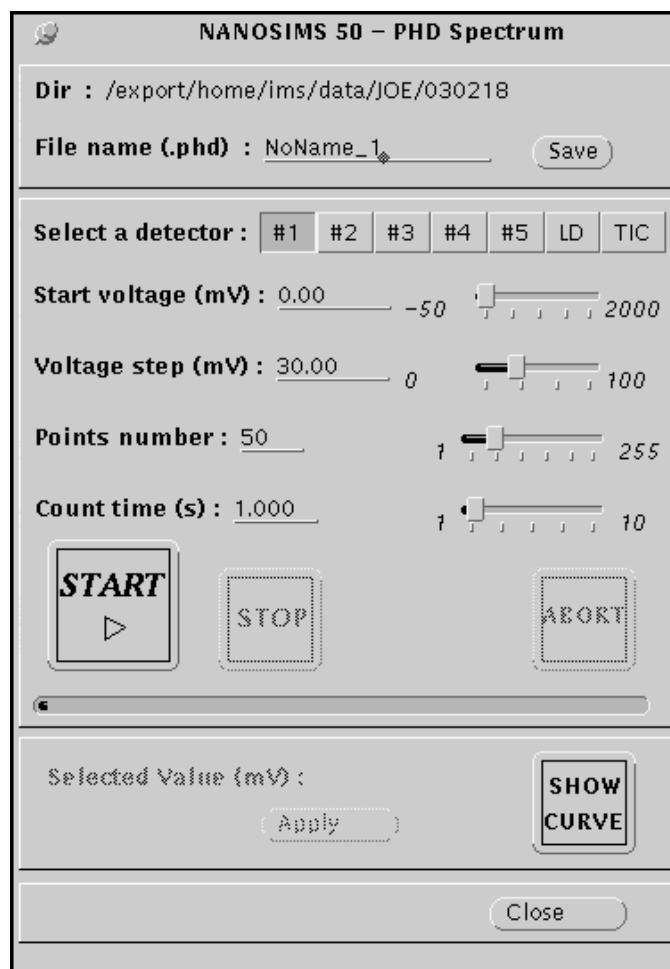 NANOSIMS 50 – PHD Spectrum
Dir : /export/home/ims/data/JOE/030218
File name (.phd) : NoName_1 Save
Select a detector : #1 #2 #3 #4 #5 LD TIC
Start voltage (mV) : 0.00 -50 2000
Voltage step (mV) : 30.00 0 100
Points number : 50 1 255
Count time (s) : 1.000 1 10
START STOP ABORT
Selected Value (mV) :
Apply
SHOW
CURVE
Close